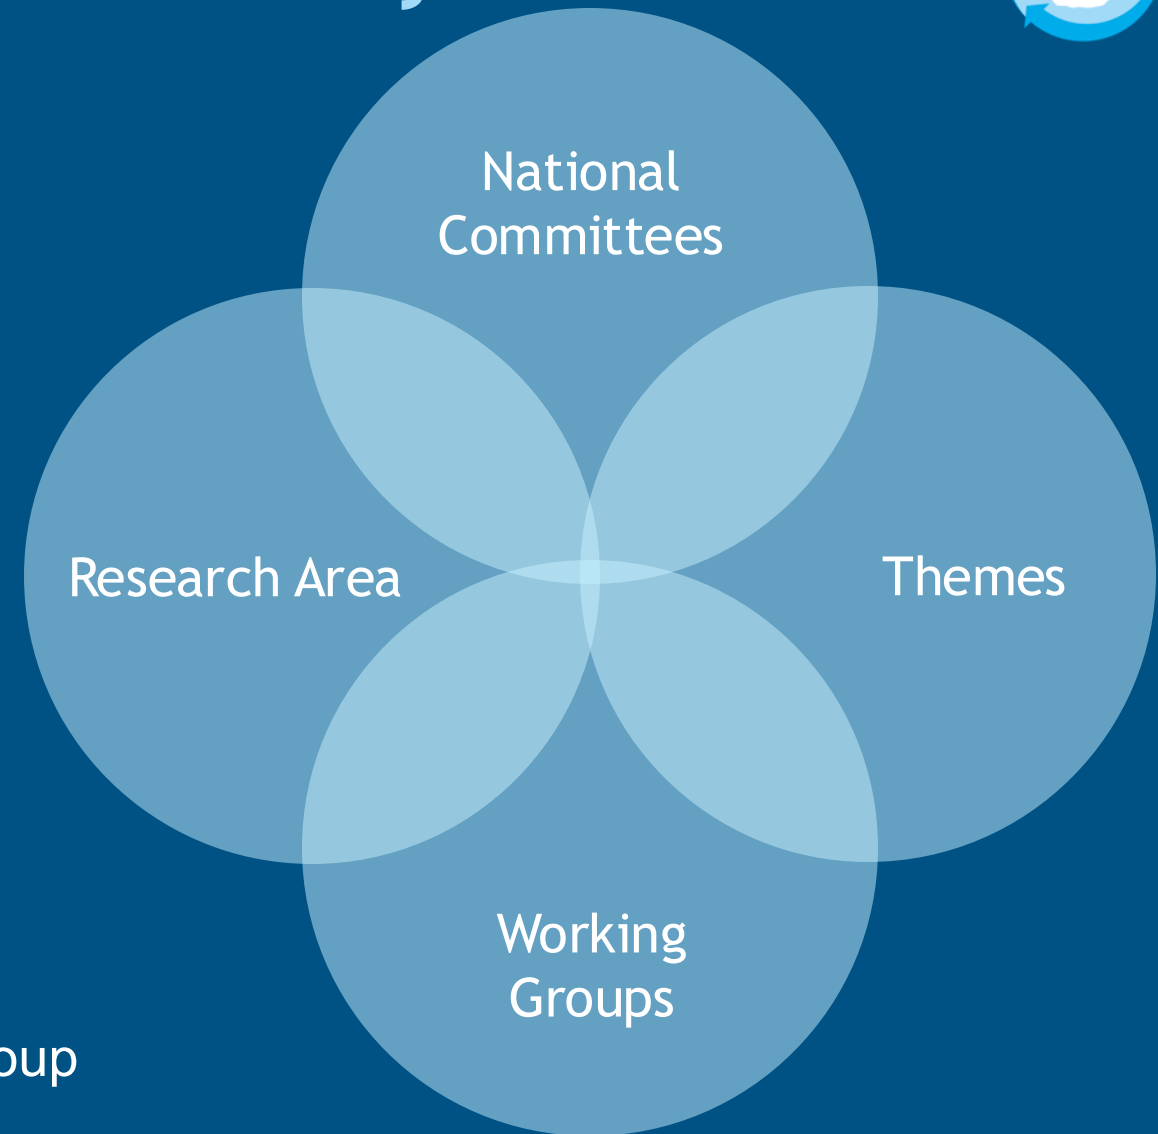 National
Committees
Research Area
Themes
Working
Groups
oup